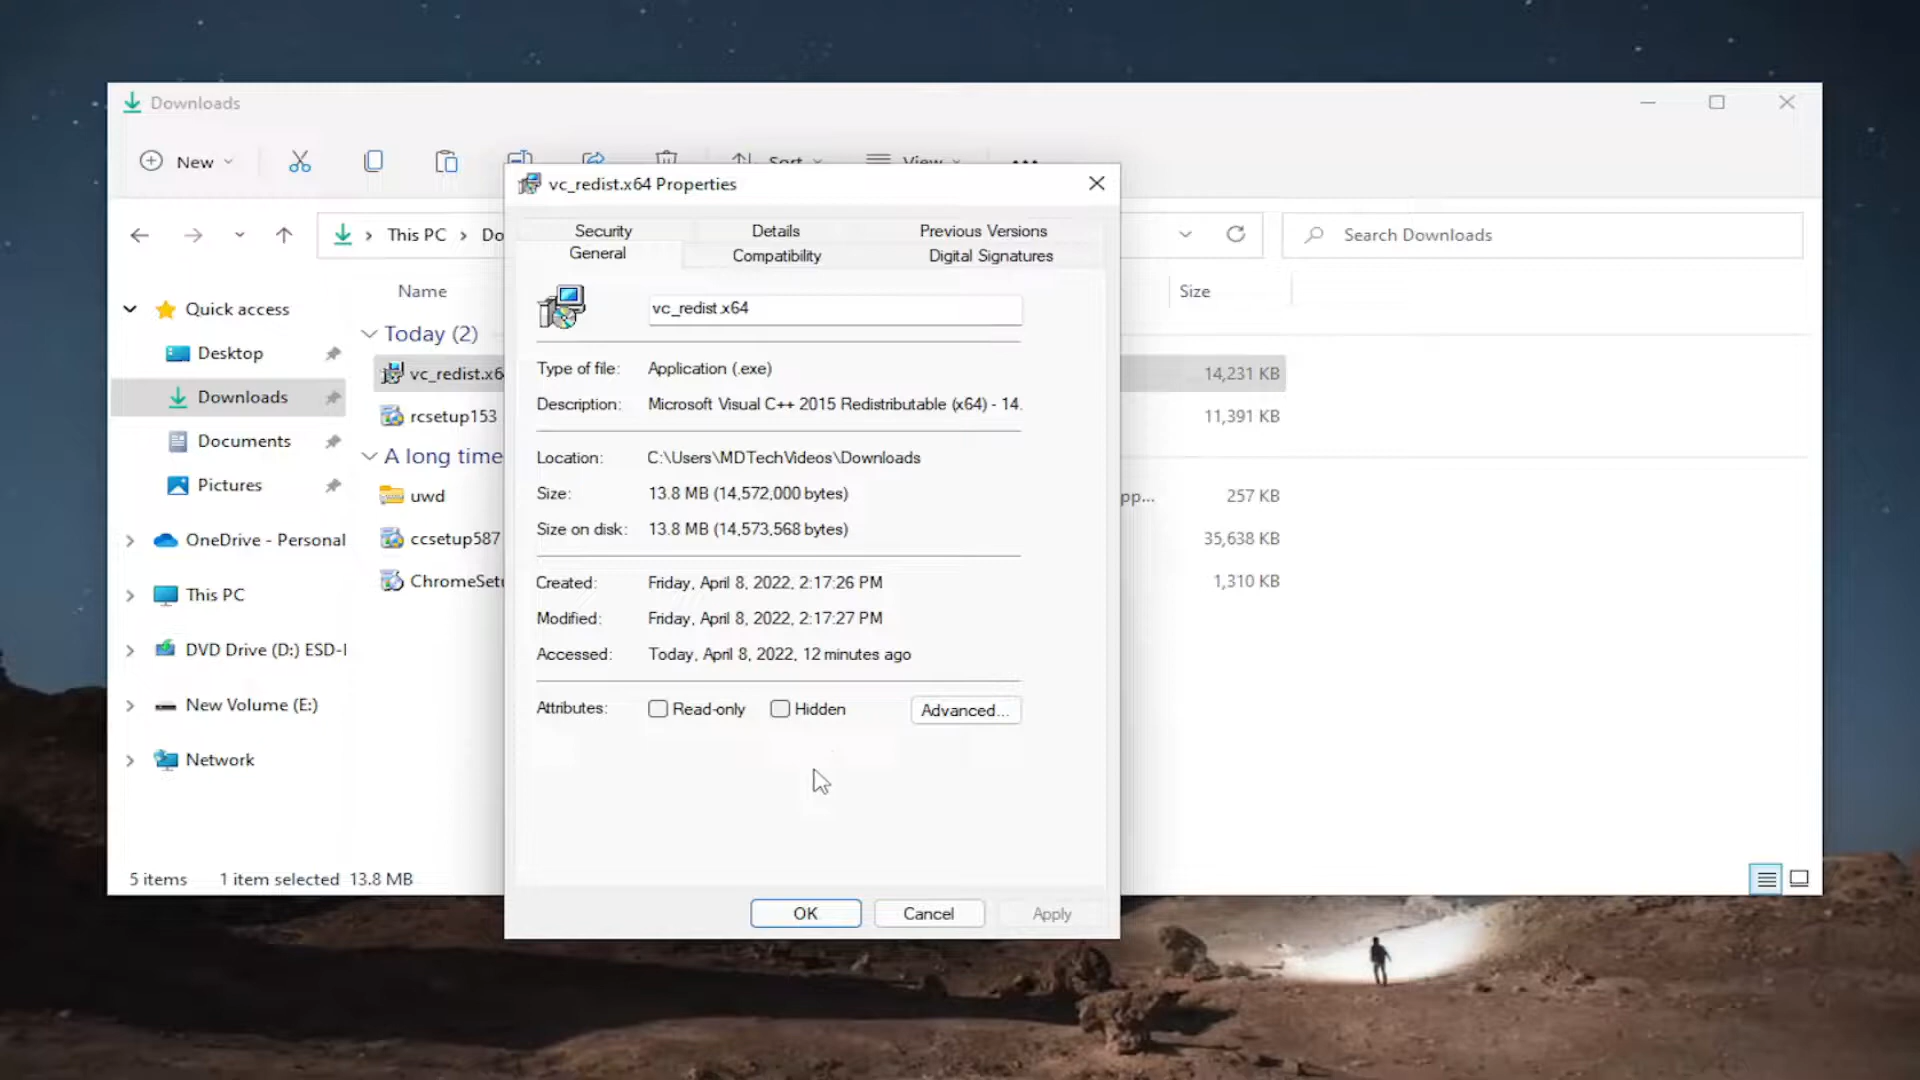 Downloads
New
Sort
View
vc_redist.x64 Properties
Security
Details
Previous Versions
General
Compatibility
Digital Signatures
This PC
Do
Search Downloads
Name
Size
Quick access
Desktop
Downloads
Documents
Pictures
OneDrive - Personal
This PC
DVD Drive (D:) ESD-I
New Volume (E:)
Network
Today (2)
vc_redist.x6
14,231 KB
rcsetup153
11,391 KB
A long time
uwd
pp...
257 KB
ccsetup587
35,638 KB
ChromeSetu
1,310 KB
vc_redist.x64
Type of file: Application (.exe)
Description: Microsoft Visual C++ 2015 Redistributable (x64) - 14.
Location: C:\Users\MDTechVideos\Downloads
Size: 13.8 MB (14,572,000 bytes)
Size on disk: 13.8 MB (14,573,568 bytes)
Created: Friday, April 8, 2022, 2:17:26 PM
Modified: Friday, April 8, 2022, 2:17:27 PM
Accessed: Today, April 8, 2022, 12 minutes ago
Attributes: Read-only Hidden Advanced...
5 items 1 item selected 13.8 MB
OK
Cancel
Apply